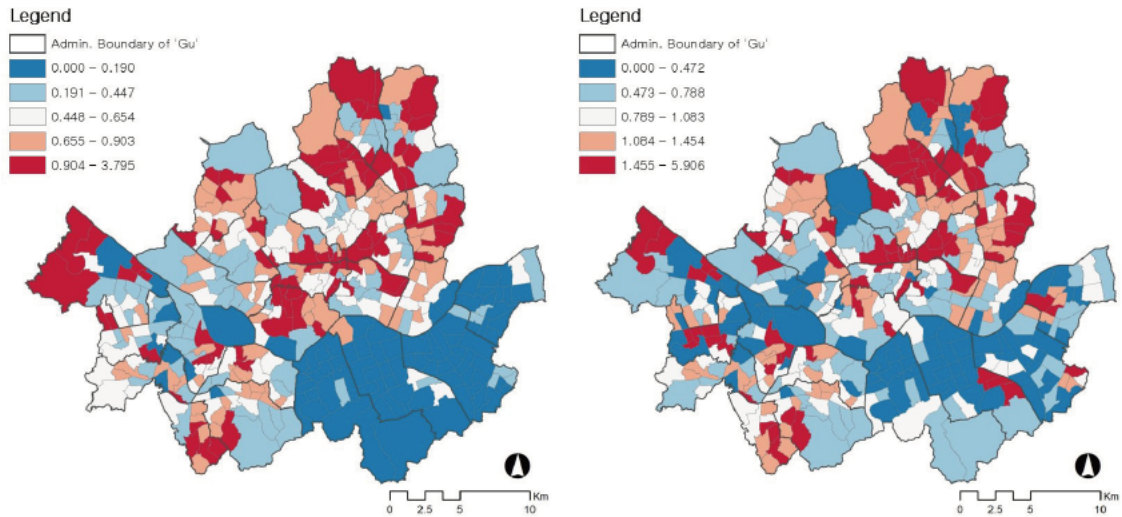 Legend
Admin. Boundary of 'Gu'
0.000 - 0.190
0.191 - 0.447
0.448 - 0.654
0.655 - 0.903
0.904 - 3.795
Km
0 2.5 5 10
Legend
Admin. Boundary of 'Gu'
0.000 - 0.472
0.473 - 0.788
0.789 - 1.083
1.084 - 1.454
1.455 - 5.906
Km
0 2.5 5 10